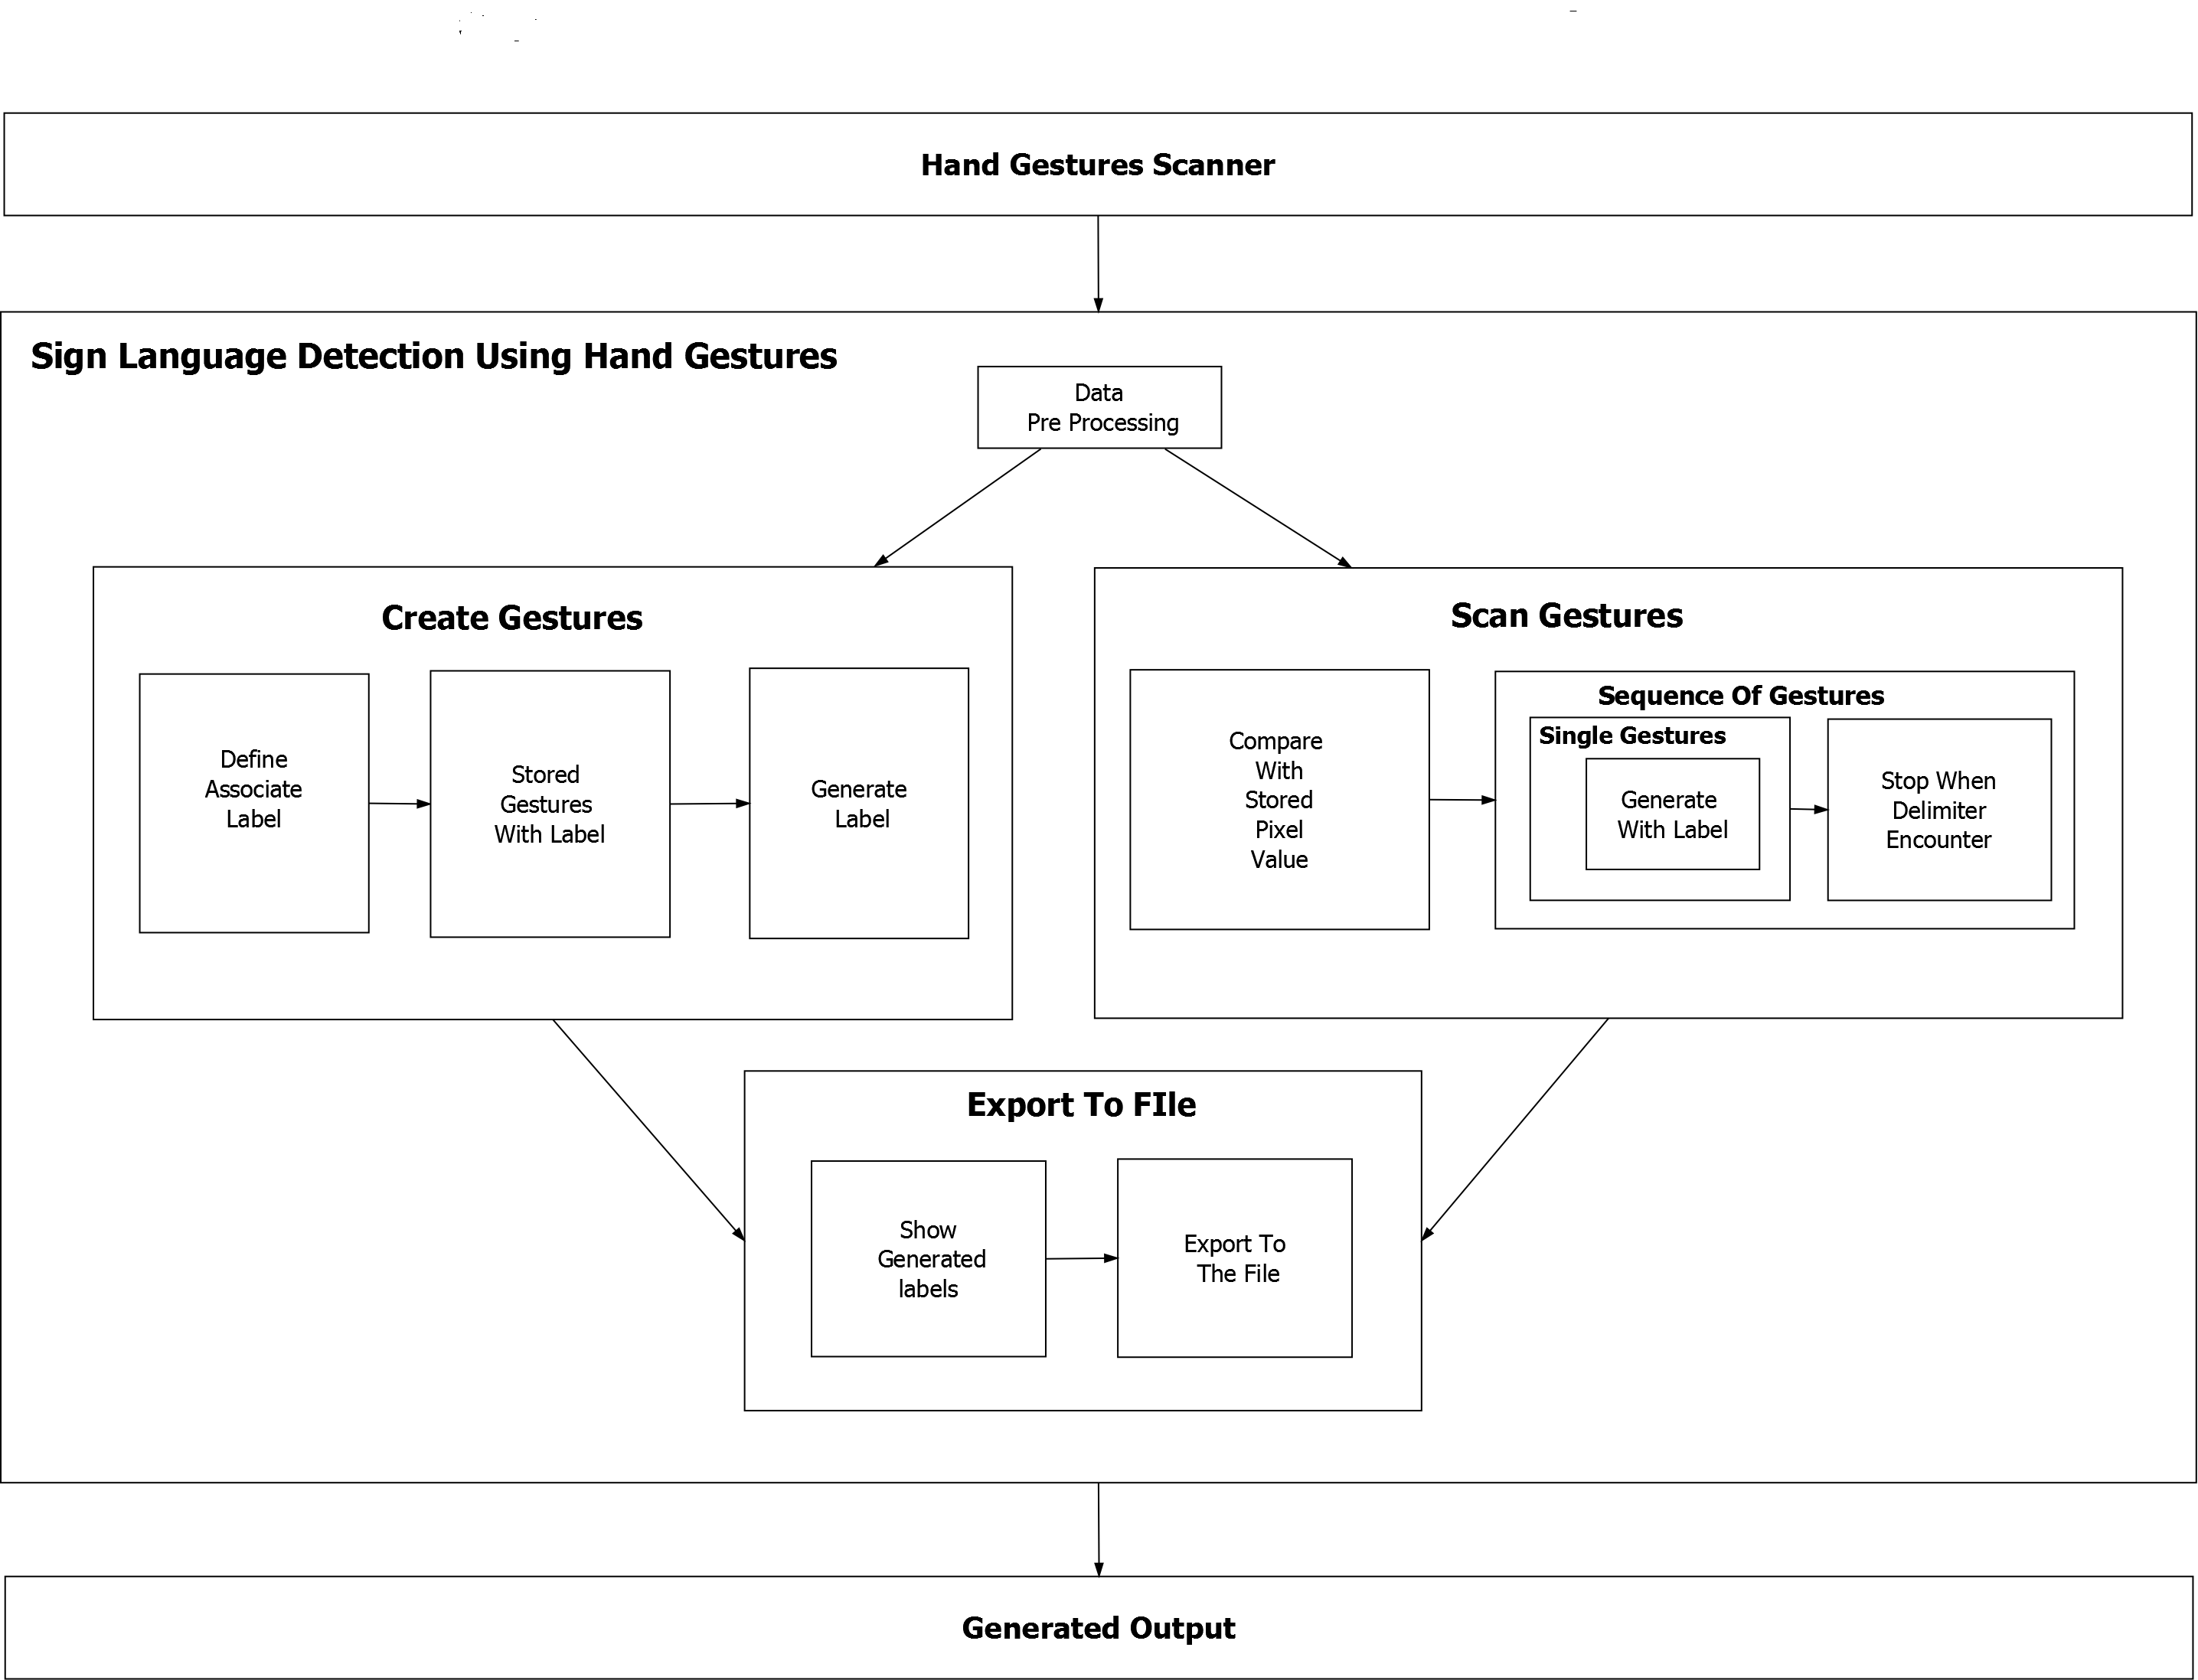 Hand Gestures Scanner
Sign Language Detection Using Hand Gestures
Data
Pre Processing
Create Gestures
Define
Associate
Label
Stored
Gestures
With Label
Generate
Label
Scan Gestures
Compare
With
Stored
Pixel
Value
Sequence Of Gestures
Single Gestures
Generate
With Label
Stop When
Delimiter
Encounter
Export To FIle
Show
Generated
labels
Export To
The File
Generated Output